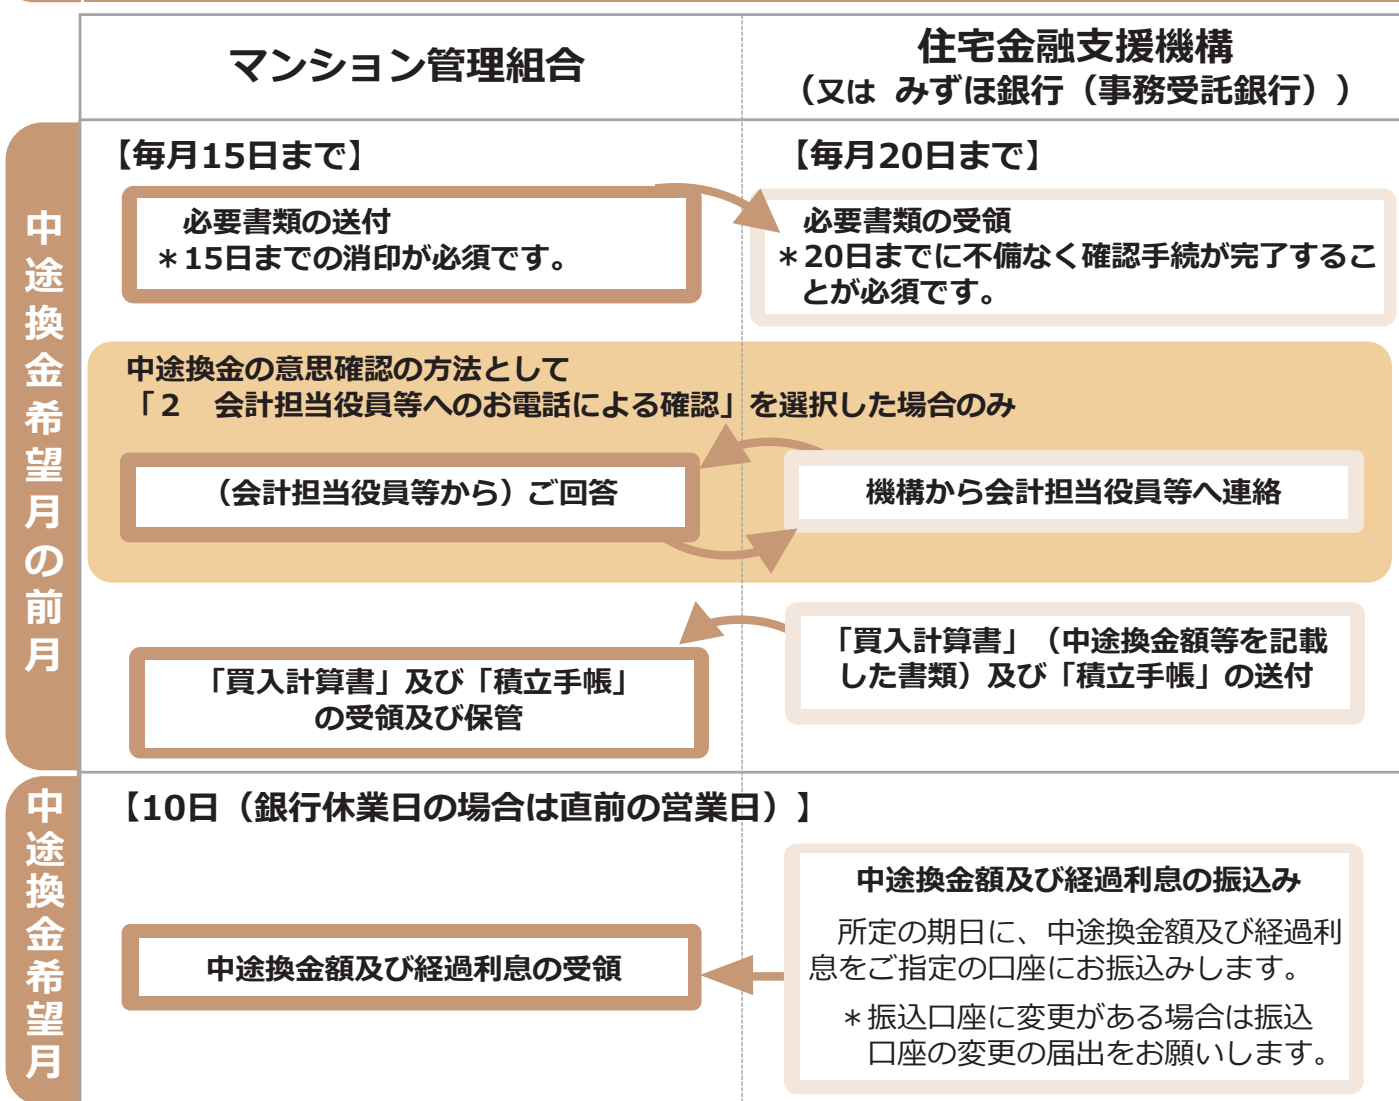 マンション管理組合
住宅金融支援機構
（又は みずほ銀行（事務受託銀行））
中途換金希望月の前月
【毎月15日まで】
必要書類の送付
＊15日までの消印が必須です。
【毎月20日まで】
必要書類の受領
＊20日までに不備なく確認手続が完了するこ
とが必須です。
中途換金の意思確認の方法として
「２　会計担当役員等へのお電話による確認」を選択した場合のみ
機構から会計担当役員等へ連絡
（会計担当役員等から）ご回答
「買入計算書」（中途換金額等を記載
した書類）及び「積立手帳」の送付
「買入計算書」及び「積立手帳」
の受領及び保管
中途換金希望月
【10日（銀行休業日の場合は直前の営業日）】
中途換金額及び経過利息の振込み
所定の期日に、中途換金額及び経過利
息をご指定の口座にお振込みします。
＊振込口座に変更がある場合は振込
口座の変更の届出をお願いします。
中途換金額及び経過利息の受領